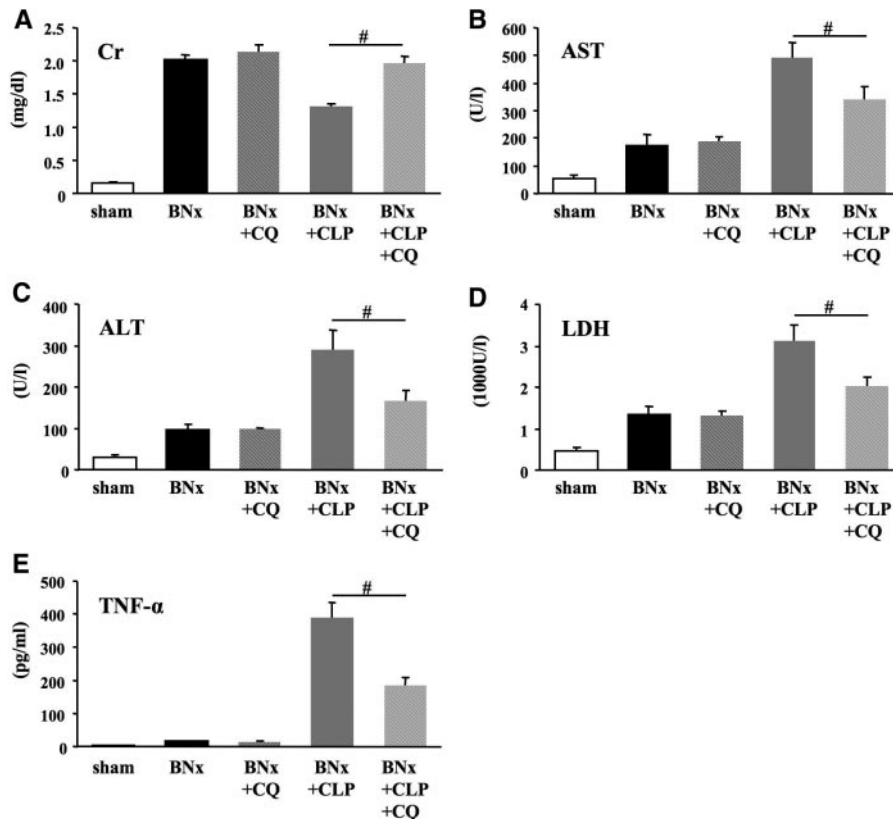 A
Cr
(mg/dl)
2.5
2.0
1.5
1.0
0.5
0
#
sham BNx BNx BNx BNx
+CQ +CLP +CLP
+CQ
B
AST
(U/l)
600
500
400
300
200
100
0
#
sham BNx BNx BNx BNx
+CQ +CLP +CLP
+CQ
C
ALT
(U/l)
400
300
200
100
0
#
sham BNx BNx BNx BNx
+CQ +CLP +CLP
+CQ
D
LDH
(1000U/l)
4
3
2
1
0
#
sham BNx BNx BNx BNx
+CQ +CLP +CLP
+CQ
E
TNF-α
(pg/ml)
500
400
300
200
100
0
#
sham BNx BNx BNx BNx
+CQ +CLP +CLP
+CQ